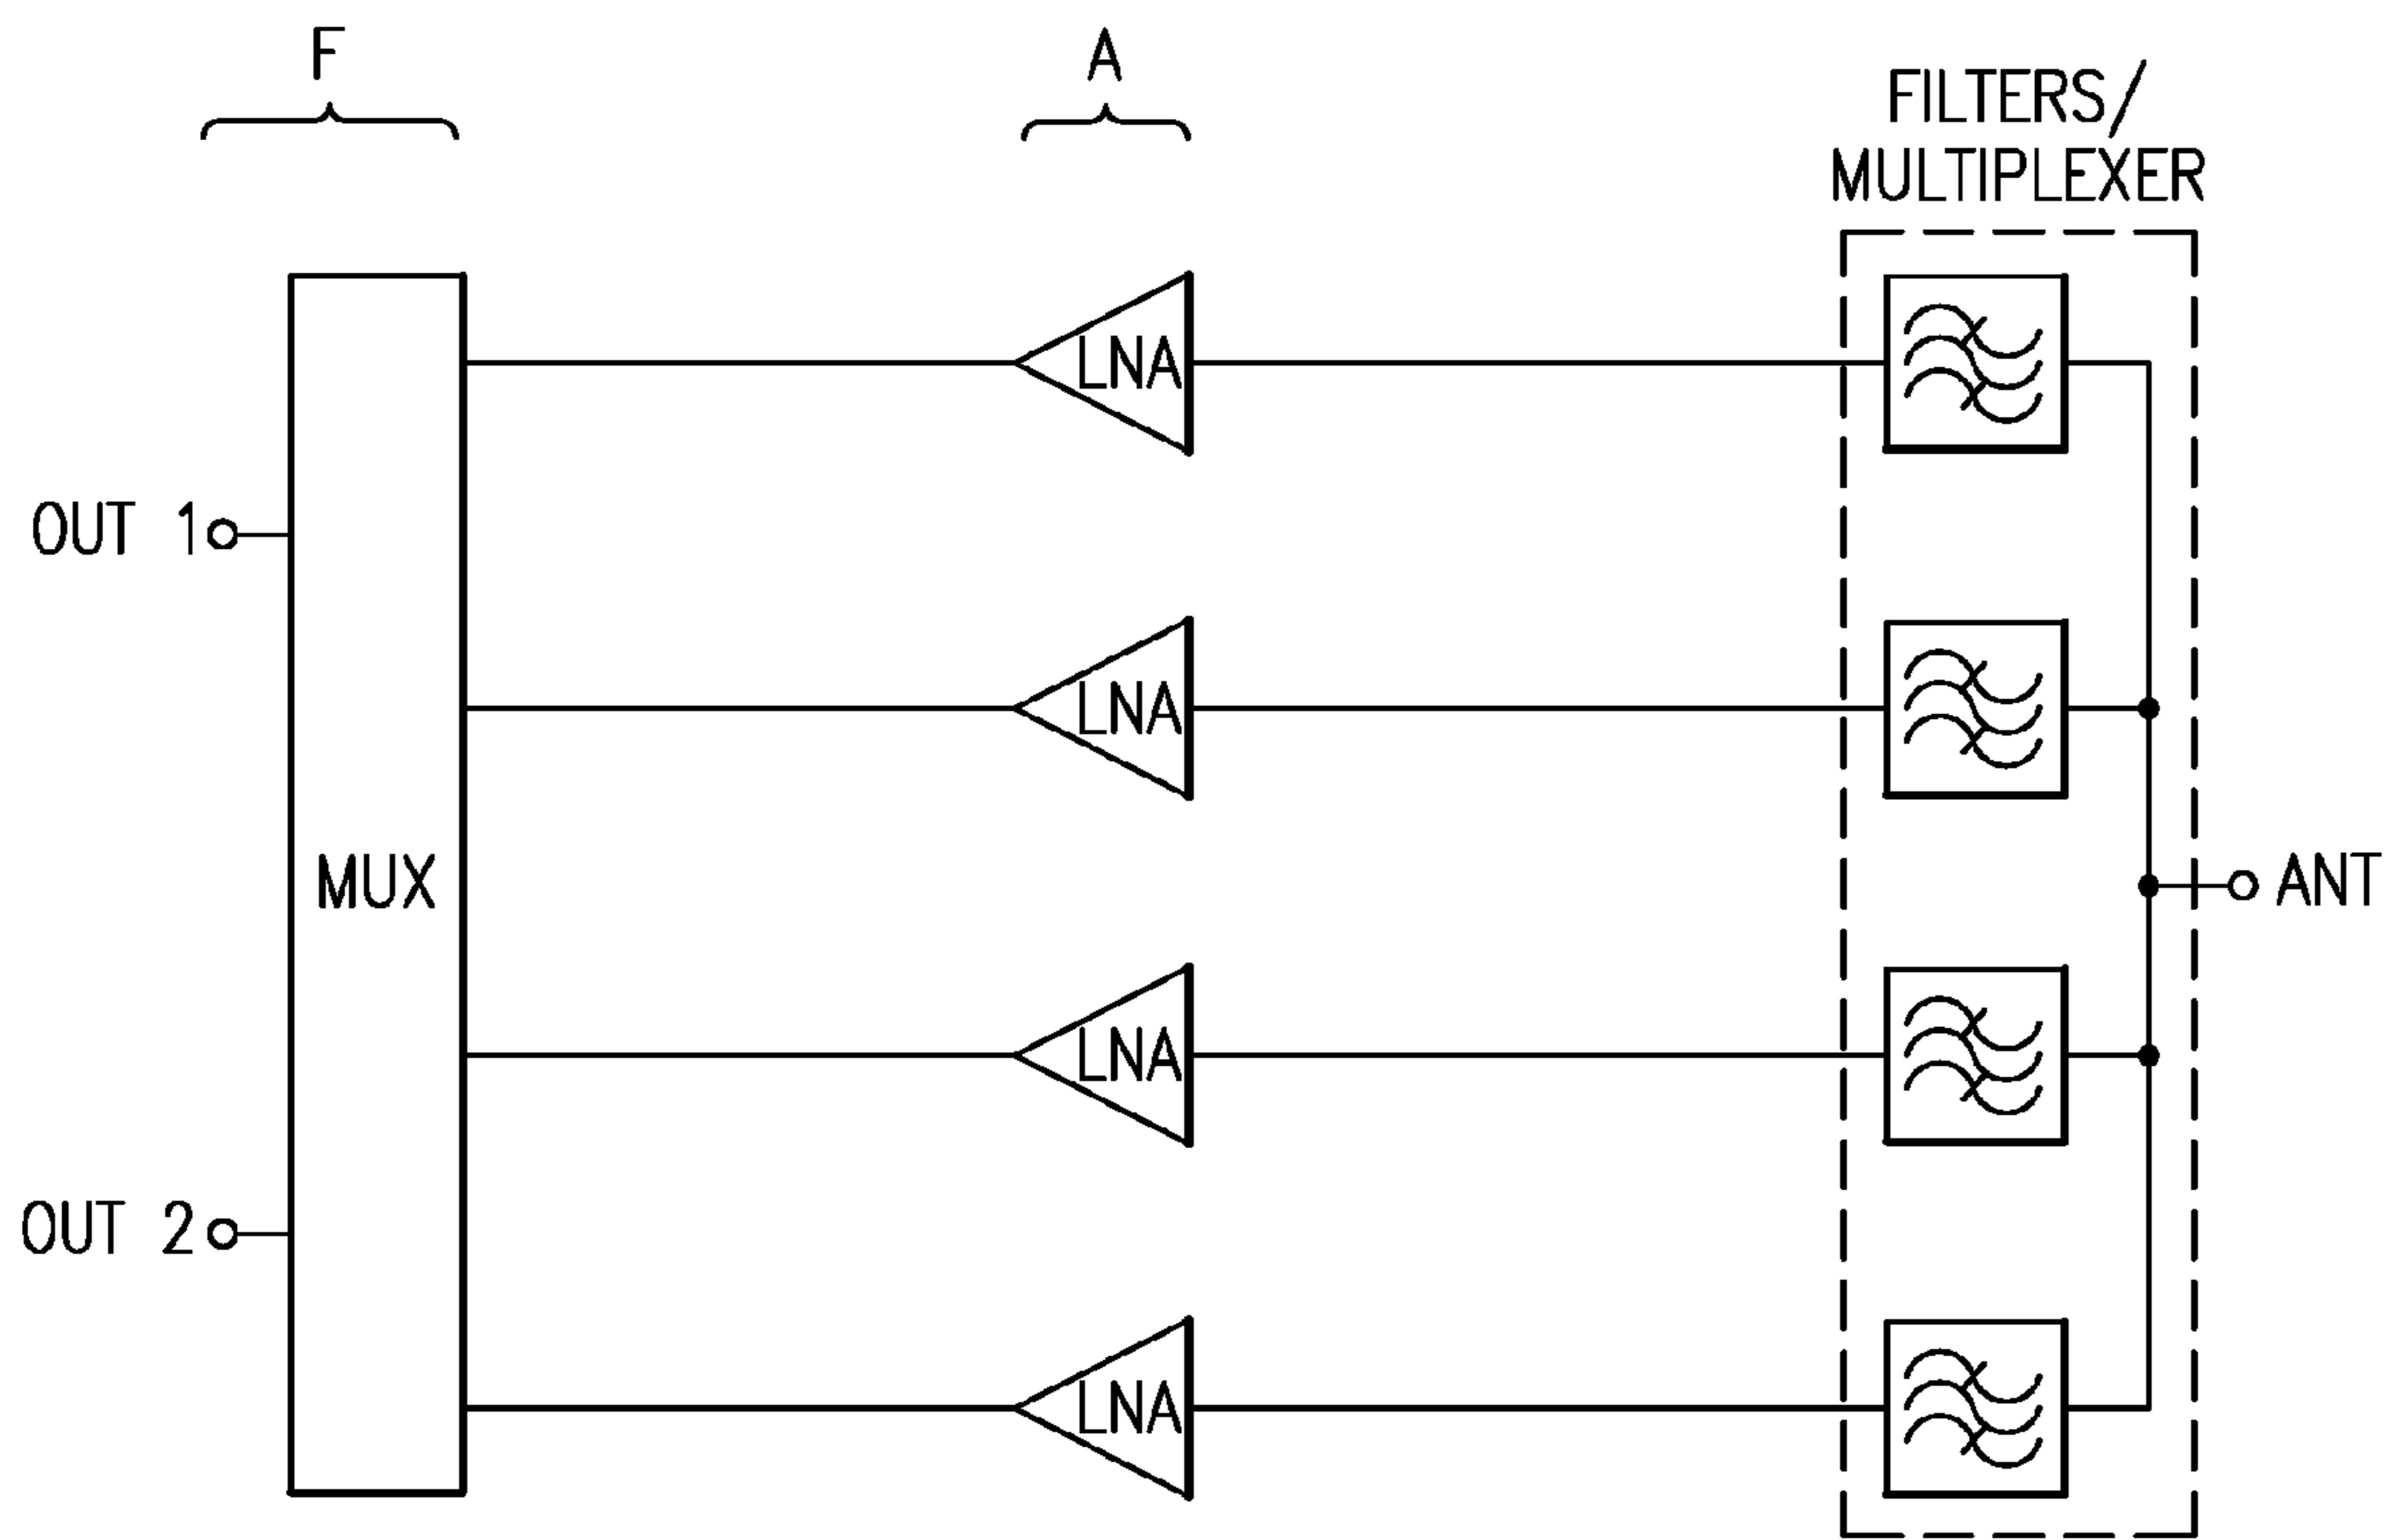 F
A
FILTERS/
MULTIPLEXER
LNA
OUT 1
LNA
MUX
ANT
LNA
OUT 2
LNA